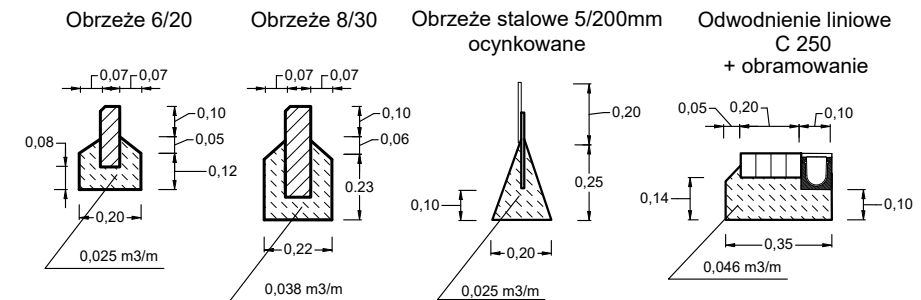 Obrzeże 6/20
0,07 0,07
0,10
0,05
0,08
0,12
0,20
0,025 m3/m
Obrzeże 8/30
0,07 0,07
0,10
0,06
0,23
0,22
0,038 m3/m
Obrzeże stalowe 5/200mm
ocynkowane
0,20
0,25
0,10
0,20
0,025 m3/m
Odwodnienie liniowe
C 250
+ obramowanie
0,05 0,20 0,10
0,14
0,10
0,35
0,046 m3/m